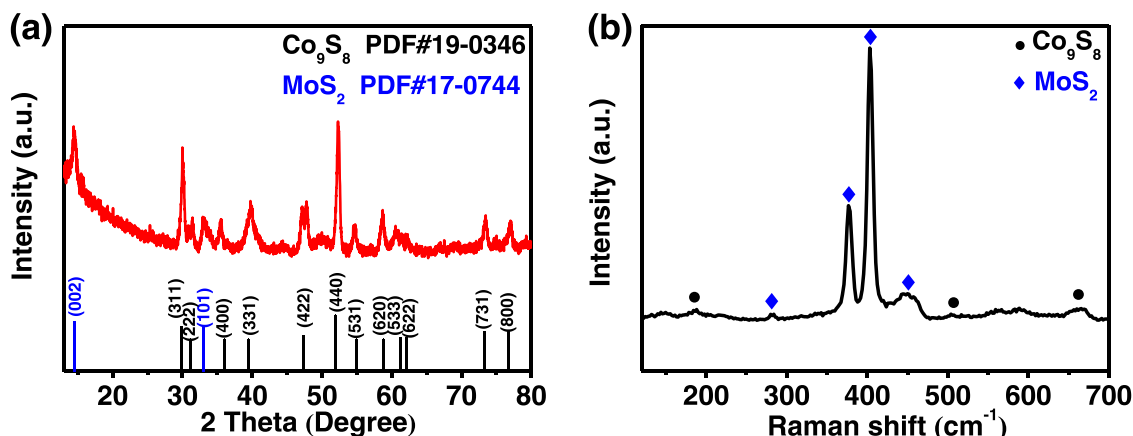 (a)
Co₉S₈ PDF#19-0346
MoS₂ PDF#17-0744
Intensity (a.u.)
(002)
(311)
(222)
(101)
(400)
(331)
(422)
(440)
(531)
(620)
(533)
(622)
(731)
(800)
20 30 40 50 60 70 80
2 Theta (Degree)
(b)
Co₉S₈
MoS₂
Intensity (a.u.)
200 300 400 500 600 700
Raman shift (cm⁻¹)